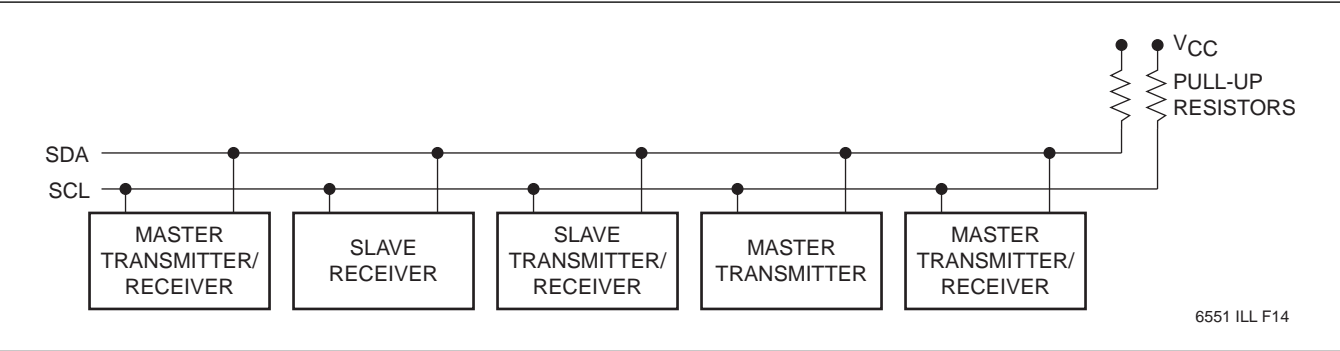 VCC
PULL-UP
RESISTORS
SDA
SCL
MASTER
TRANSMITTER/
RECEIVER
SLAVE
RECEIVER
SLAVE
TRANSMITTER/
RECEIVER
MASTER
TRANSMITTER
MASTER
TRANSMITTER/
RECEIVER
6551 ILL F14